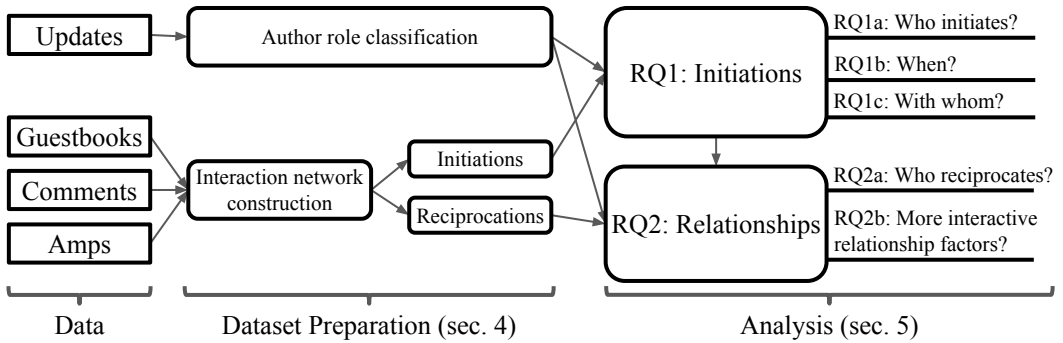 Updates
Author role classification
RQ1: Initiations
RQ1a: Who initiates?
RQ1b: When?
RQ1c: With whom?
Guestbooks
Comments
Amps
Interaction network
construction
Initiations
Reciprocations
RQ2: Relationships
RQ2a: Who reciprocates?
RQ2b: More interactive
relationship factors?
Data
Dataset Preparation (sec. 4)
Analysis (sec. 5)